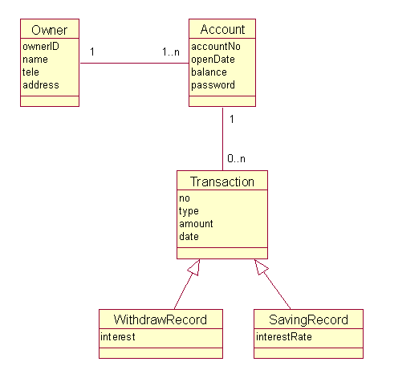 Owner
ownerID
name
tele
address
1
1..n
Account
accountNo
openDate
balance
password
1
0..n
Transaction
no
type
amount
date
WithdrawRecord
interest
SavingRecord
interestRate